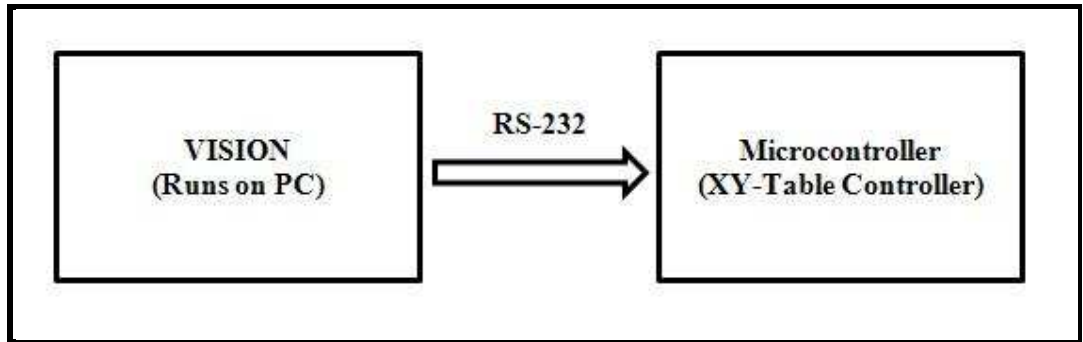 VISION
(Runs on PC)
RS-232
Microcontroller
(XY-Table Controller)